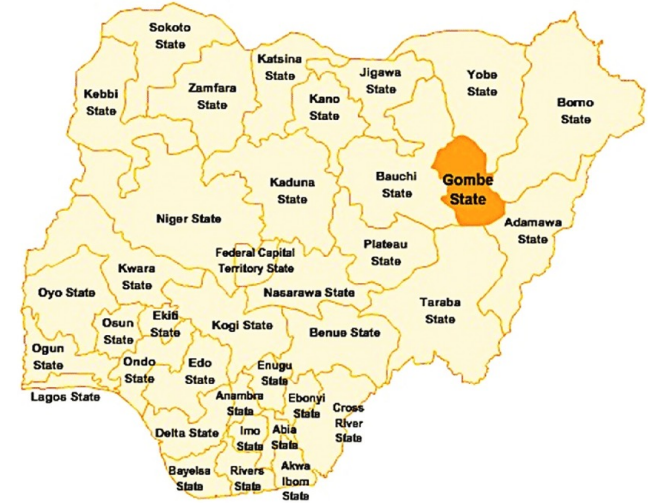 Sokoto
State
Katsina
State
Jigawa
State
Yobe
State
Kebbi
State
Zamfara
State
Kano
State
Borno
State
Kaduna
State
Bauchi
State
Gombe
State
Niger State
Adamawa
State
Plateau
State
Federal Capital
Territory State
Kwara
State
Oyo State
Nasarawa State
Taraba
State
Osun
State
Ekiti
State
Kogi State
Benue State
Ogun
State
Ondo
State
Edo
State
Enugu
State
Lagos State
Anambra
State
Ebonyi
State
Cross
River
State
Delta State
Imo
State
Abia
State
Bayelsa
State
Rivers
State
Akwa
Ibom
State